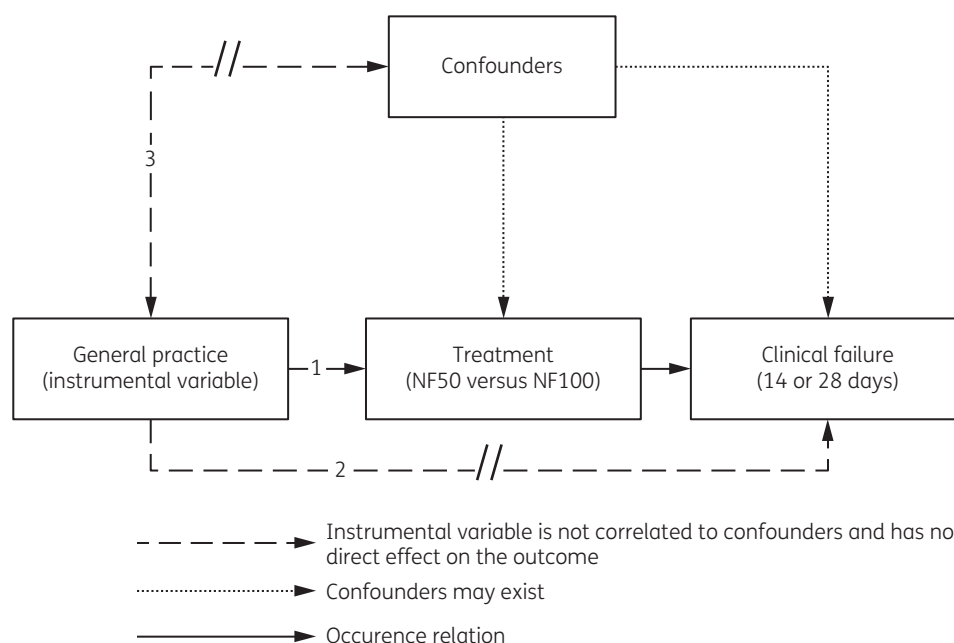 Confounders
3
General practice
(instrumental variable)
1
Treatment
(NF50 versus NF100)
Clinical failure
(14 or 28 days)
2
Instrumental variable is not correlated to confounders and has no
direct effect on the outcome
Confounders may exist
Occurence relation